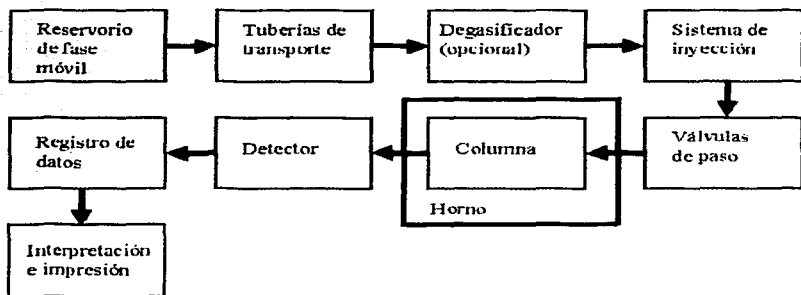 Reservorio
de fase
móvil
Tuberías de
transporte
Degasificador
(opcional)
Sistema de
inyección
Registro de
datos
Detector
Columna
Válvulas
de paso
Horno
Interpretación
e impresión